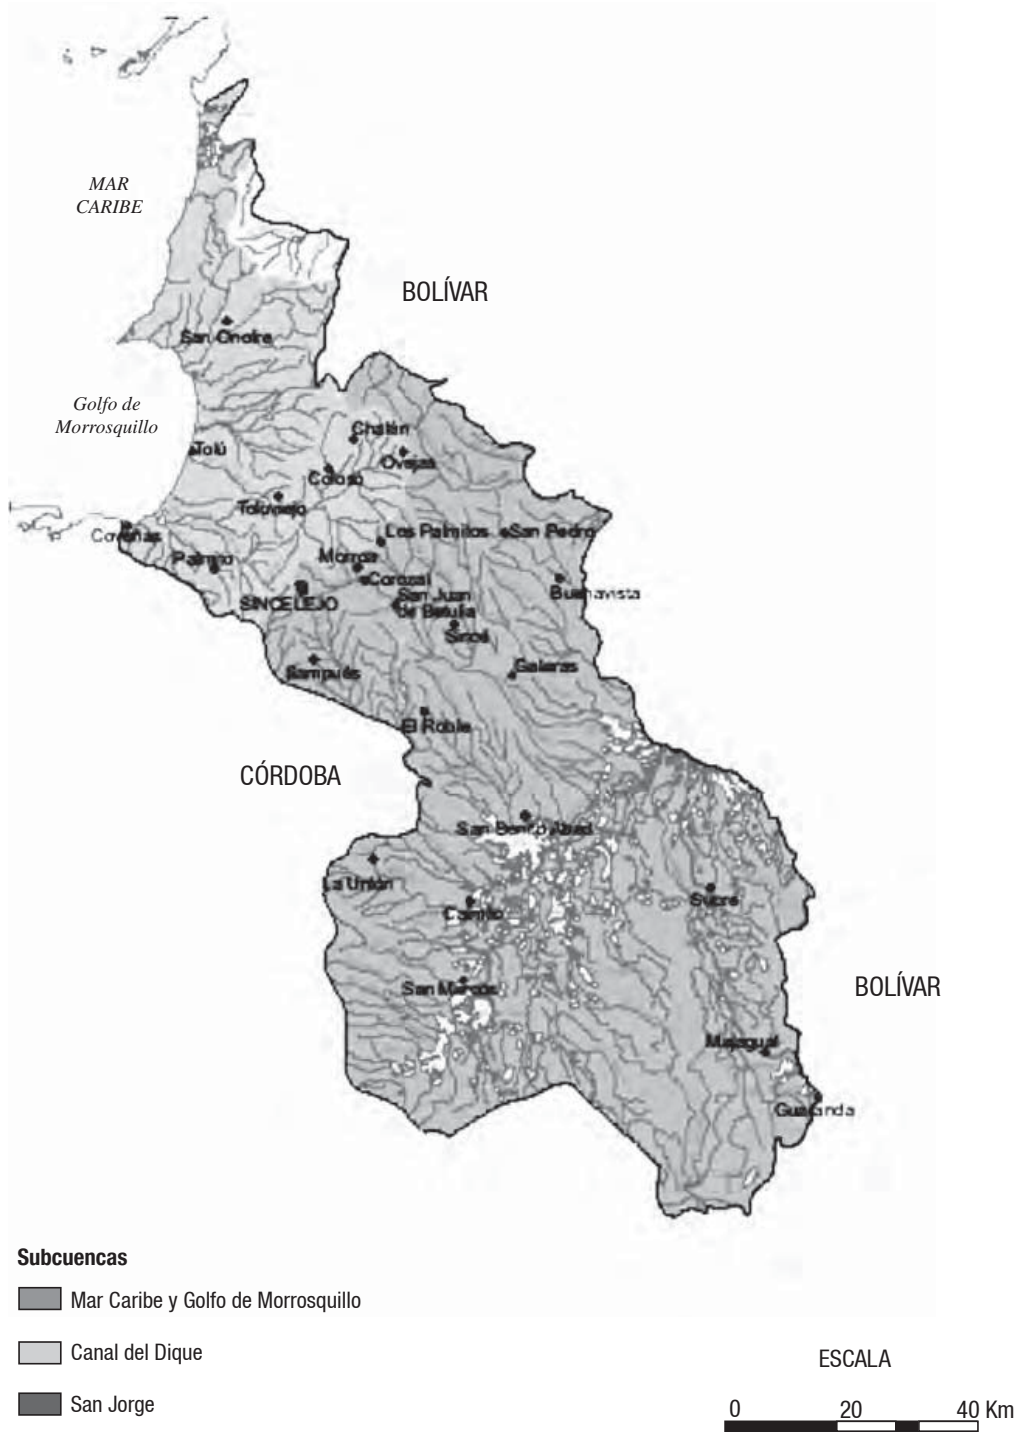 MAR
CARIBE
BOLÍVAR
San Onofre
Golfo de
Morrosquillo
Chalán
Tolú
Ovejas
Colosó
Toluviejo
Coveñas
Los Palmitos
San Pedro
Palmito
Morroa
Corozal
Buenavista
SINCELEJO
San Juan
de Betulia
Sincé
Sampués
Galeras
El Roble
CÓRDOBA
San Benito Abad
La Unión
Sucre
Caimito
San Marcos
BOLÍVAR
Majagual
Guaranda
Subcuencas
Mar Caribe y Golfo de Morrosquillo
Canal del Dique
San Jorge
ESCALA
0 20 40 Km